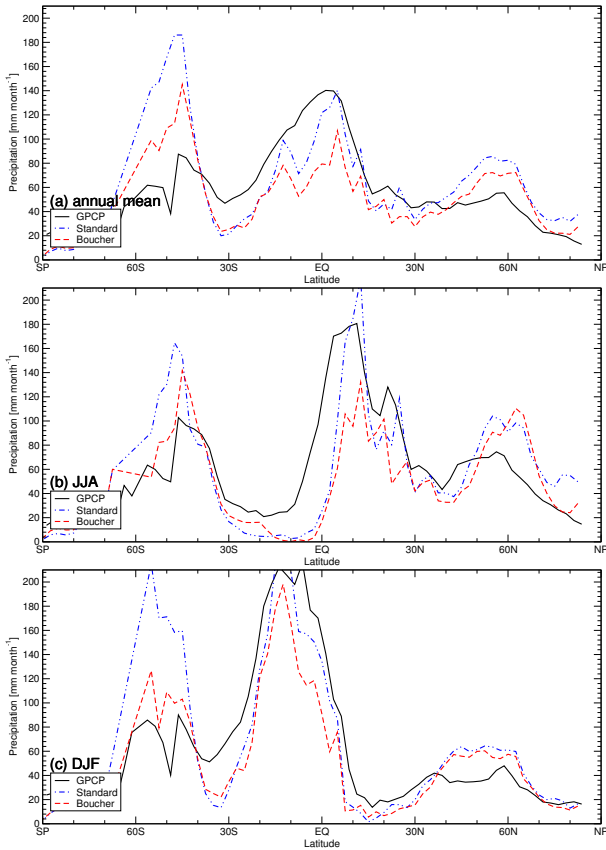 200
180
160
140
120
100
80
60
40
20
0
Precipitation [mm month⁻¹]
(a) annual mean
GPCP
Standard
Boucher
SP 60S 30S EQ 30N 60N NP
Latitude
200
180
160
140
120
100
80
60
40
20
0
Precipitation [mm month⁻¹]
(b) JJA
GPCP
Standard
Boucher
SP 60S 30S EQ 30N 60N NP
Latitude
200
180
160
140
120
100
80
60
40
20
0
Precipitation [mm month⁻¹]
(c) DJF
GPCP
Standard
Boucher
SP 60S 30S EQ 30N 60N NP
Latitude